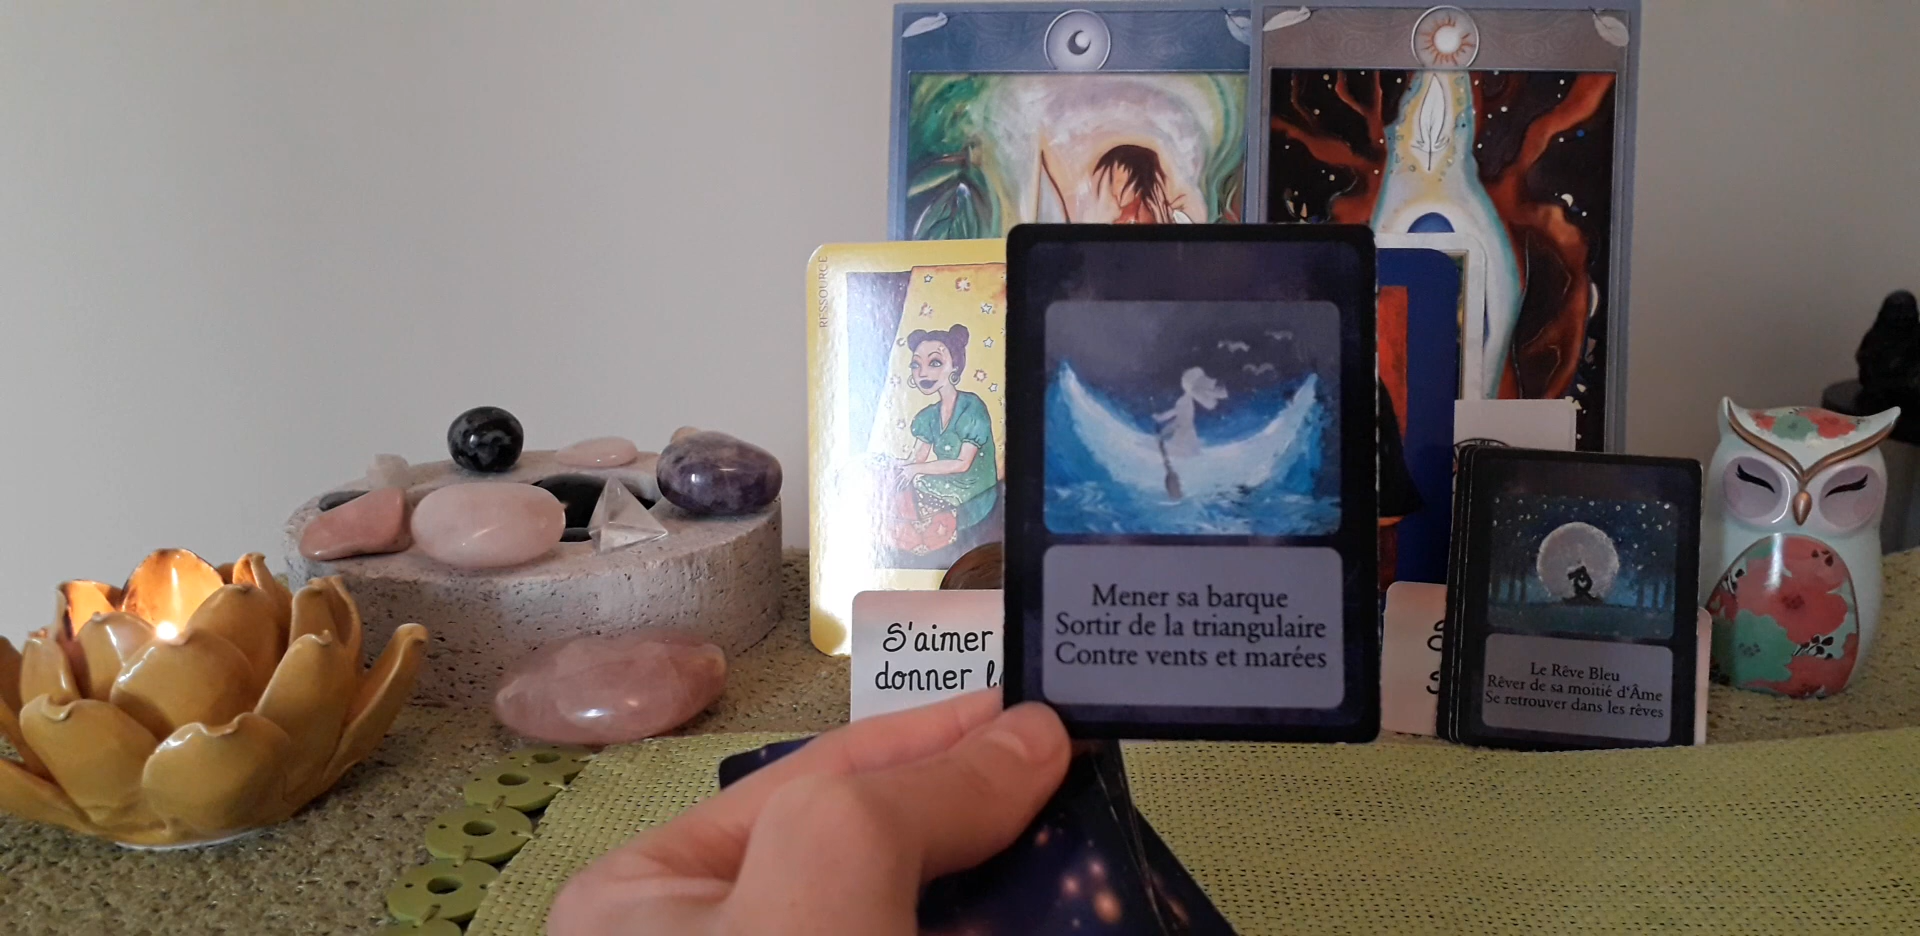 RESSOURCE
S'aimer
donner
Mener sa barque
Sortir de la triangulaire
Contre vents et marées
Le Rêve Bleu
Rêver de sa moitié d'Âme
Se retrouver dans les rêves